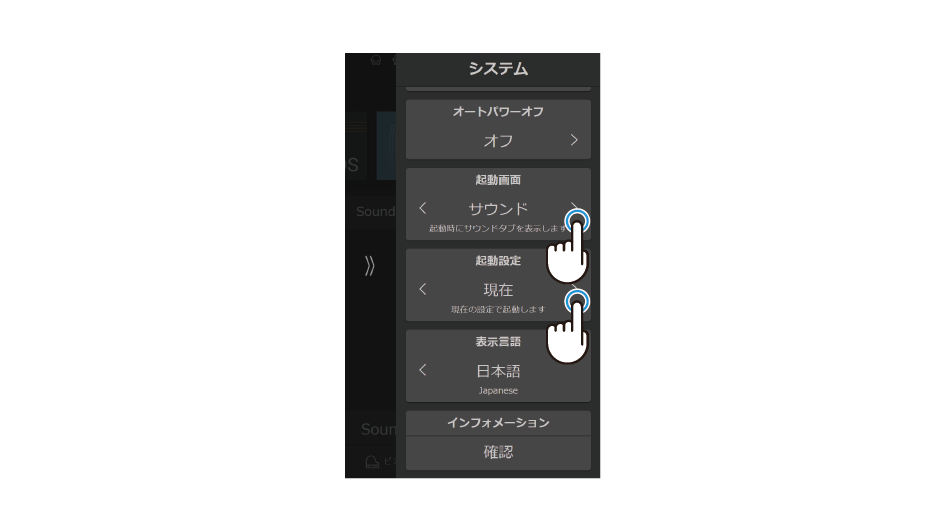 システム
オートパワーオフ
オフ
起動画面
サウンド
起動時にサウンドタブを表示します
S
Sound
起動設定
現在
現在の設定で起動します
表示言語
日本語
Japanese
インフォメーション
Soun
確認